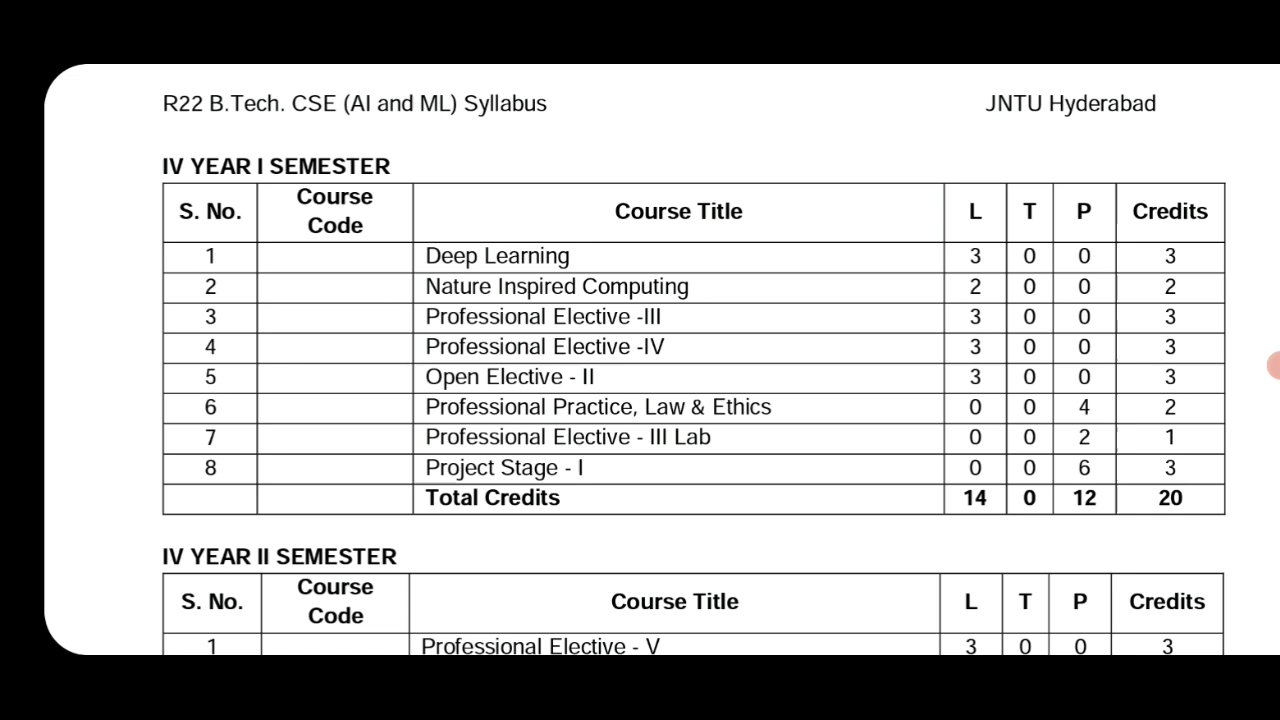 R22 B.Tech. CSE (AI and ML) Syllabus JNTU Hyderabad
IV YEAR I SEMESTER
S. No. Course Code Course Title L T P Credits
1 Deep Learning 3 0 0 3
2 Nature Inspired Computing 2 0 0 2
3 Professional Elective -III 3 0 0 3
4 Professional Elective -IV 3 0 0 3
5 Open Elective - II 3 0 0 3
6 Professional Practice, Law & Ethics 0 0 4 2
7 Professional Elective - III Lab 0 0 2 1
8 Project Stage - I 0 0 6 3
Total Credits 14 0 12 20
IV YEAR II SEMESTER
S. No. Course Code Course Title L T P Credits
1 Professional Elective - V 3 0 0 3